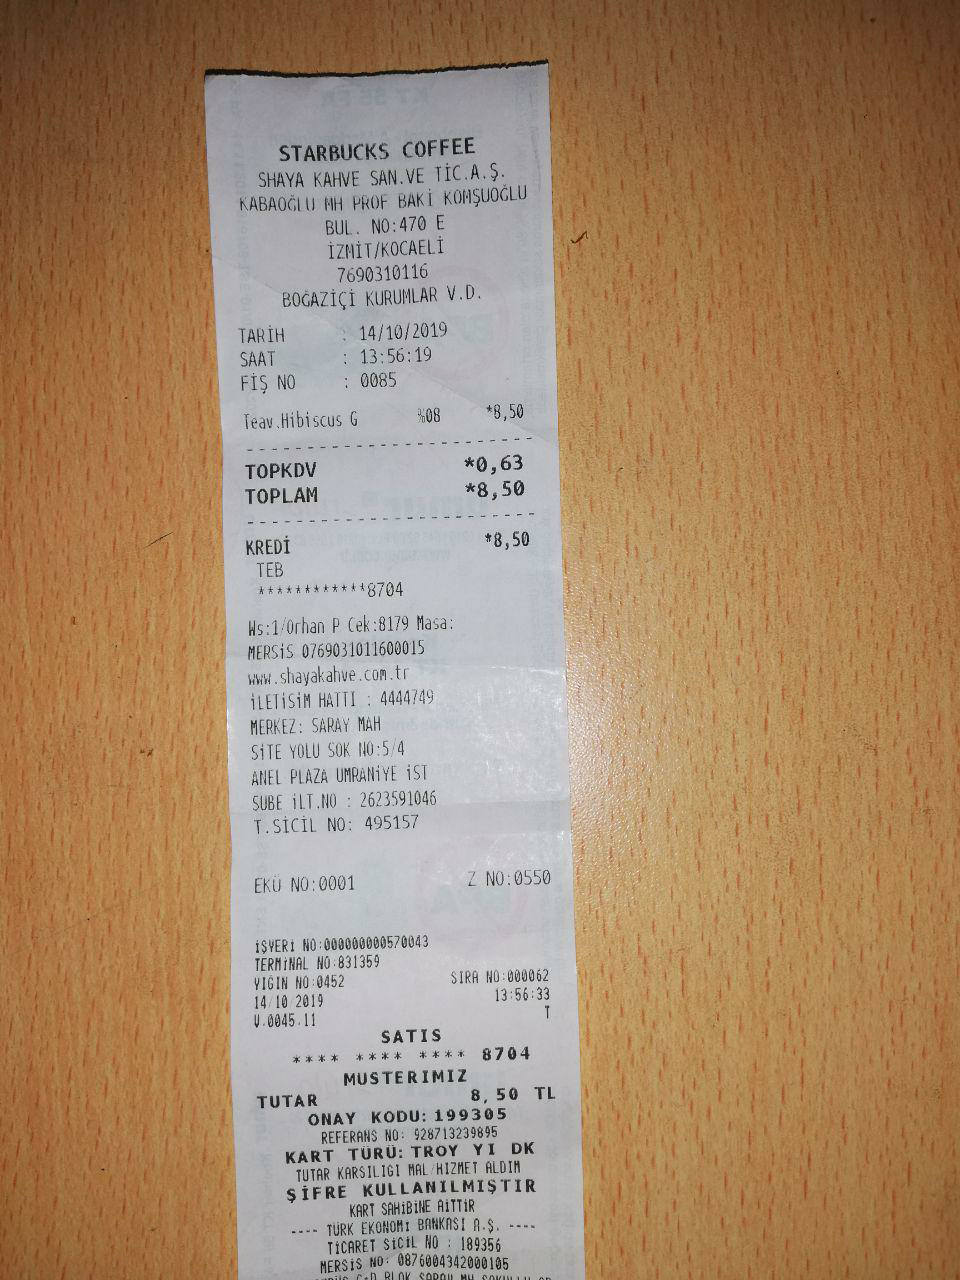 STARBUCKS COFFEE
SHAYA KAHVE SAN.VE TİC.A.Ş.
KABAOĞLU MH PROF BAKİ KOMŞUOĞLU
BUL. NO:470 E
İZMİT/KOCAELİ
7690310116
BOĞAZİÇİ KURUMLAR V.D.
TARİH : 14/10/2019
SAAT : 13:56:19
FİŞ NO : 0085
Teav.Hibiscus G %08 *8,50
TOPKDV *0,63
TOPLAM *8,50
KREDİ *8,50
TEB
************8704
Ws:1/Orhan P Cek:8179 Masa:
MERSİS 0769031011600015
www.shayakahve.com.tr
İLETİSİM HATTI : 4444749
MERKEZ: SARAY MAH
SİTE YOLU SOK NO:5/4
ANEL PLAZA UMRANİYE İST
SUBE İLT.NO : 2623591046
T.SİCİL NO: 495157
EKÜ NO:0001 Z NO:0550
İŞYERİ NO:000000000570043
TERMİNAL NO:831359
YIĞIN NO:0452 SIRA NO:000062
14/10/2019 13:56:33
V.0045.11 T
SATIS
**** **** **** 8704
MUSTERIMIZ
TUTAR 8,50 TL
ONAY KODU:199305
REFERANS NO: 928713239895
KART TÜRÜ: TROY YI DK
TUTAR KARSILIGI MAL/HIZMET ALDIM
ŞİFRE KULLANILMIŞTIR
KART SAHİBİNE AİTTİR
---- TÜRK EKONOMİ BANKASI A.Ş. ----
TİCARET SİCİL NO : 189356
MERSİS NO: 0876004342000105